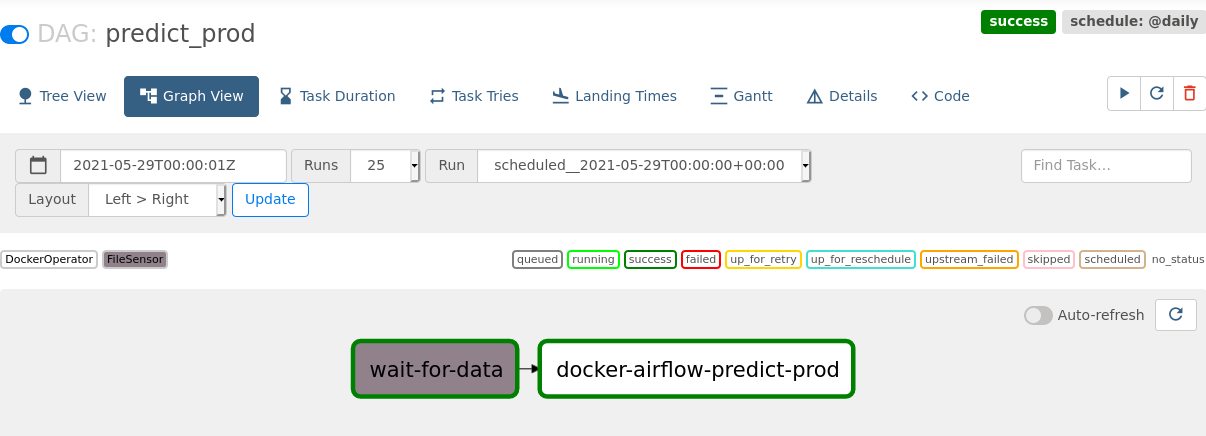 DAG: predict_prod
success schedule: @daily
Tree View Graph View Task Duration Task Tries Landing Times Gantt Details Code
2021-05-29T00:00:01Z Runs 25 Run scheduled__2021-05-29T00:00:00+00:00 Find Task...
Layout Left > Right Update
DockerOperator FileSensor queued running success failed up_for_retry up_for_reschedule upstream_failed skipped scheduled no_status
Auto-refresh
wait-for-data docker-airflow-predict-prod